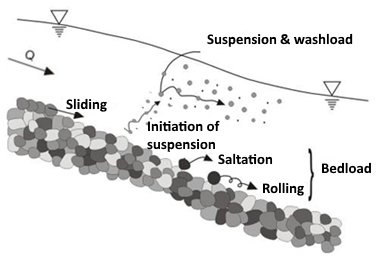 Suspension & washload
Q
Sliding
Initiation of
suspension
Saltation
Bedload
Rolling